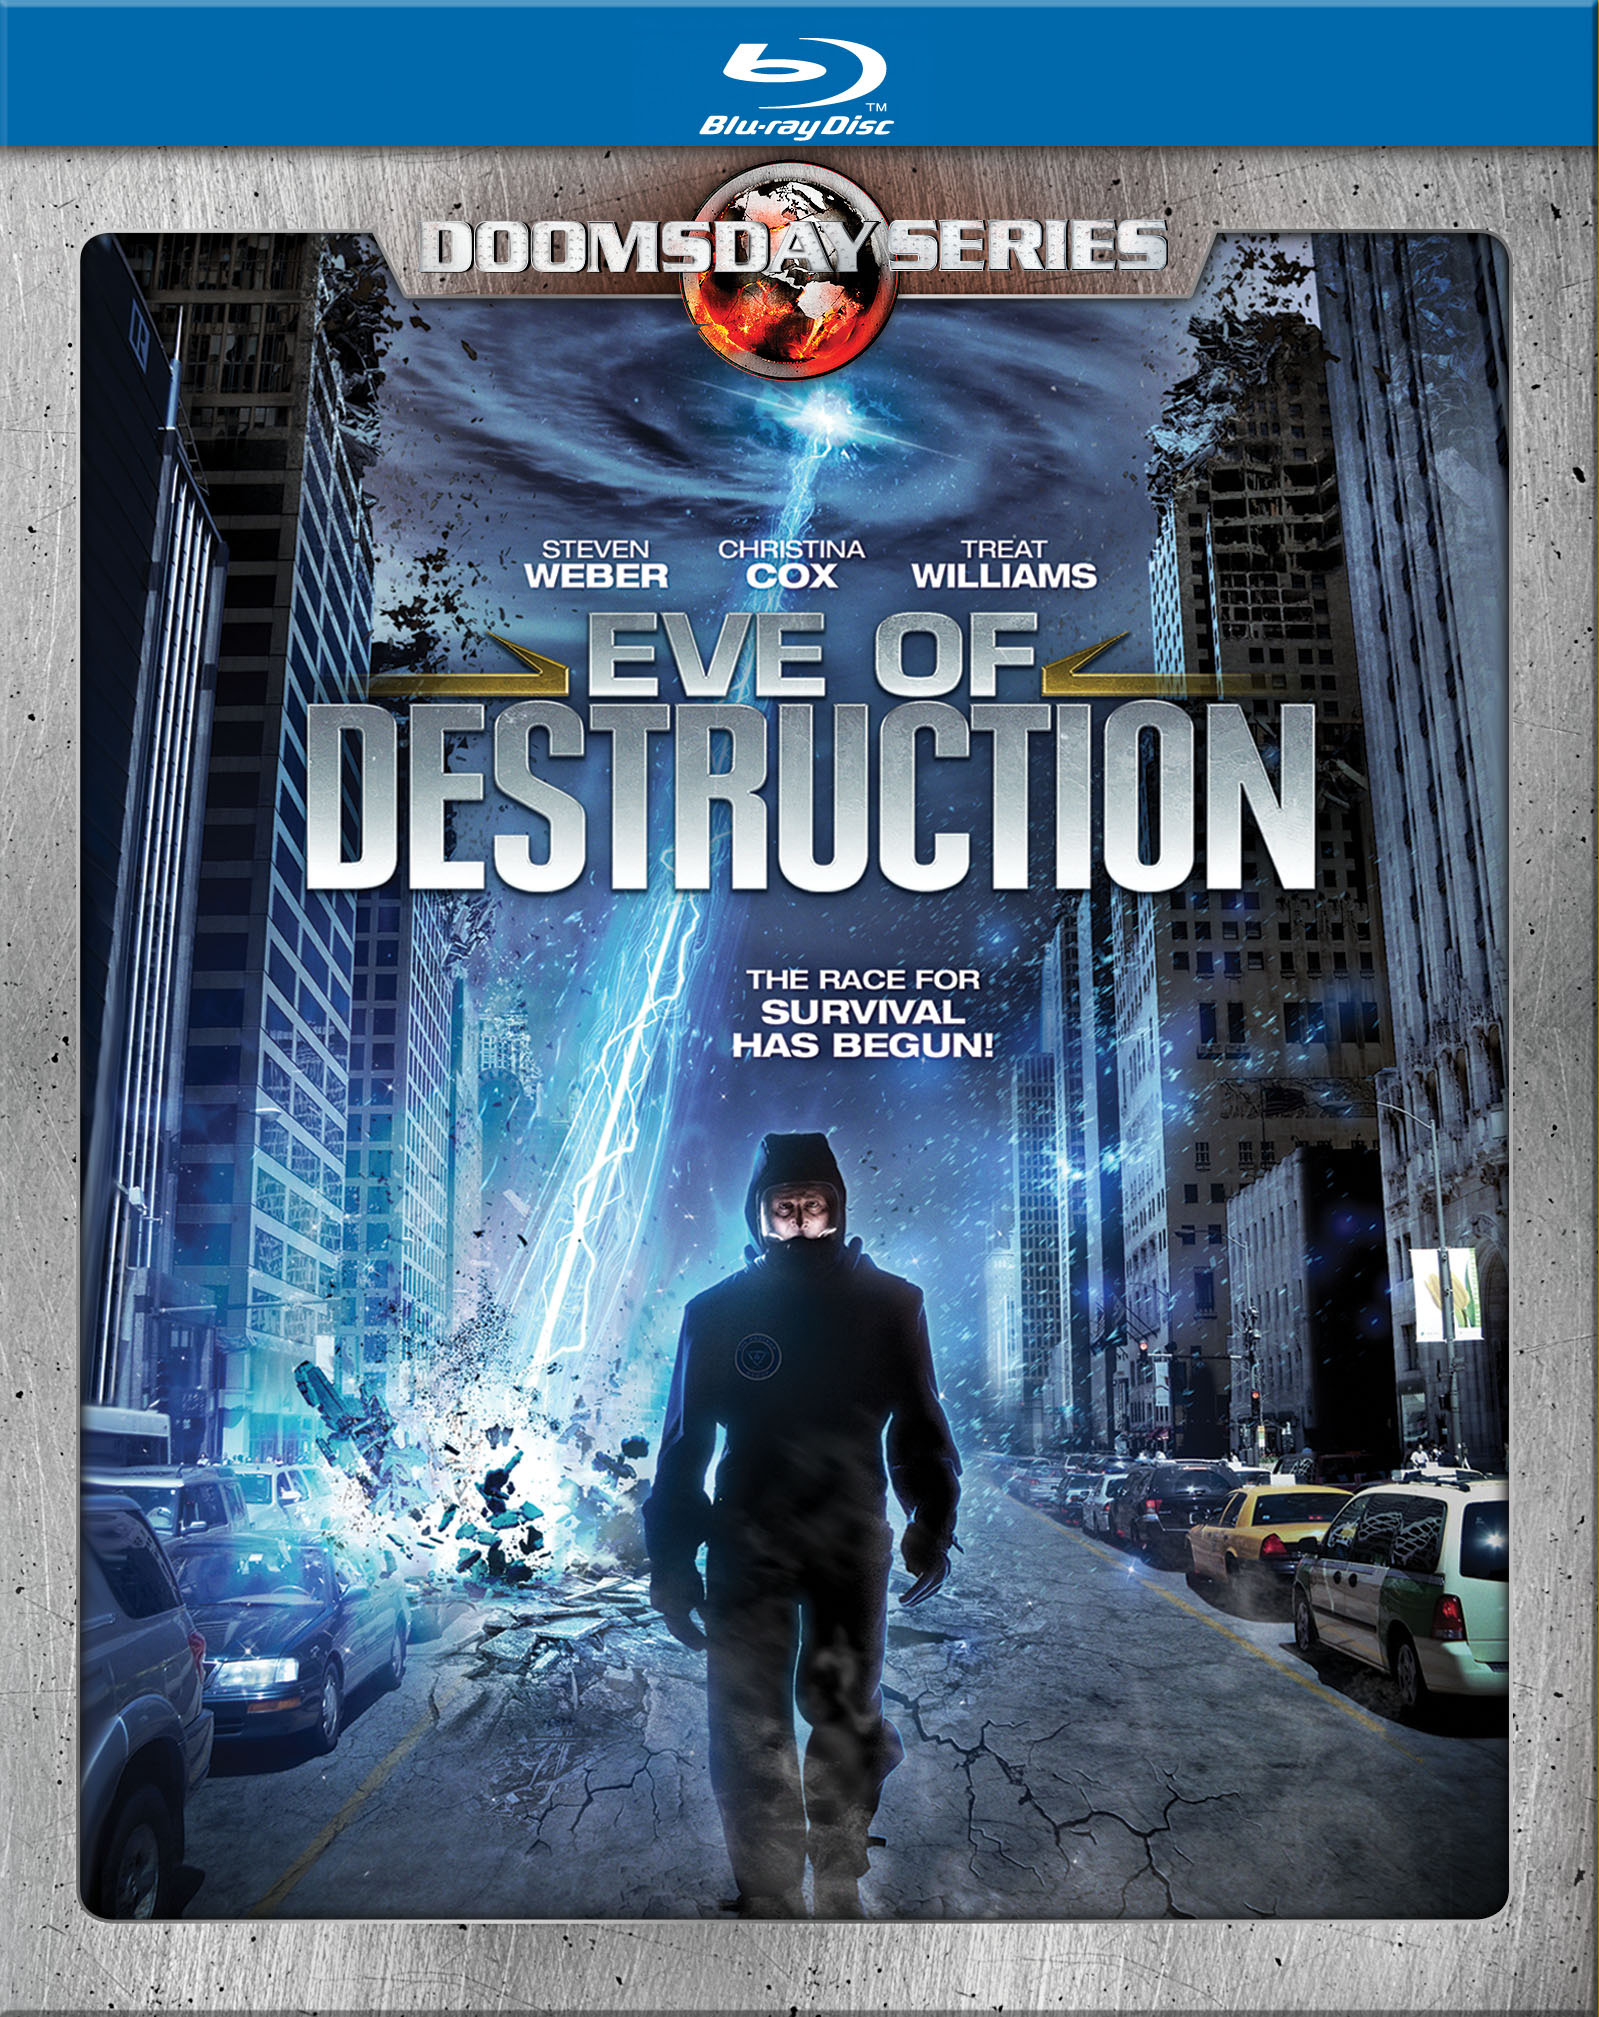 Blu-ray Disc
TM
DOOMSDAY SERIES
STEVEN CHRISTINA TREAT
WEBER COX WILLIAMS
EVE OF
DESTRUCTION
THE RACE FOR
SURVIVAL
HAS BEGUN!